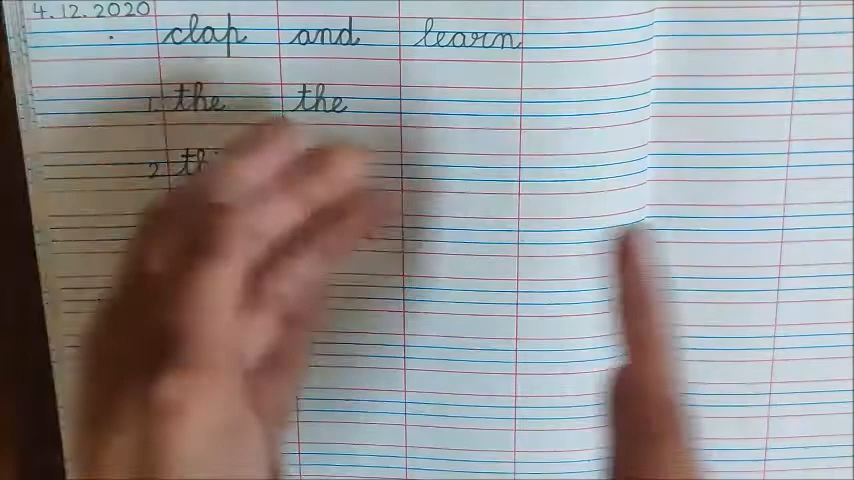 4.12.2020
clap and learn
1. the the
2